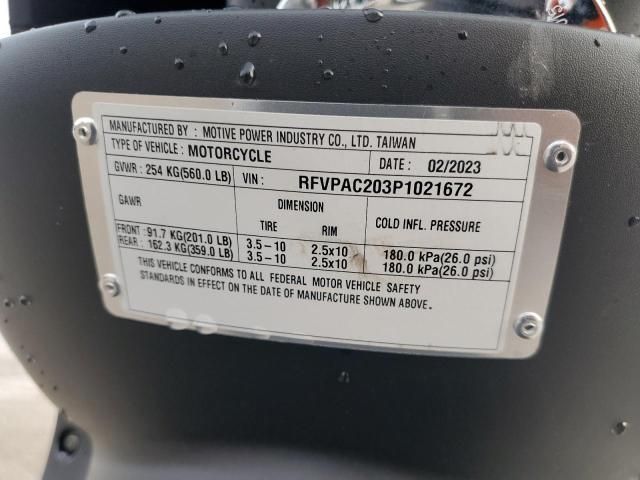 MANUFACTURED BY : MOTIVE POWER INDUSTRY CO., LTD. TAIWAN
TYPE OF VEHICLE : MOTORCYCLE DATE : 02/2023
GVWR : 254 KG(560.0 LB) VIN : RFVPAC203P1021672
GAWR DIMENSION COLD INFL. PRESSURE
TIRE RIM
FRONT : 91.7 KG(201.0 LB) 3.5-10 2.5x10 180.0 kPa(26.0 psi)
REAR : 162.3 KG(359.0 LB) 3.5-10 2.5x10 180.0 kPa(26.0 psi)
THIS VEHICLE CONFORMS TO ALL FEDERAL MOTOR VEHICLE SAFETY
STANDARDS IN EFFECT ON THE DATE OF MANUFACTURE SHOWN ABOVE.